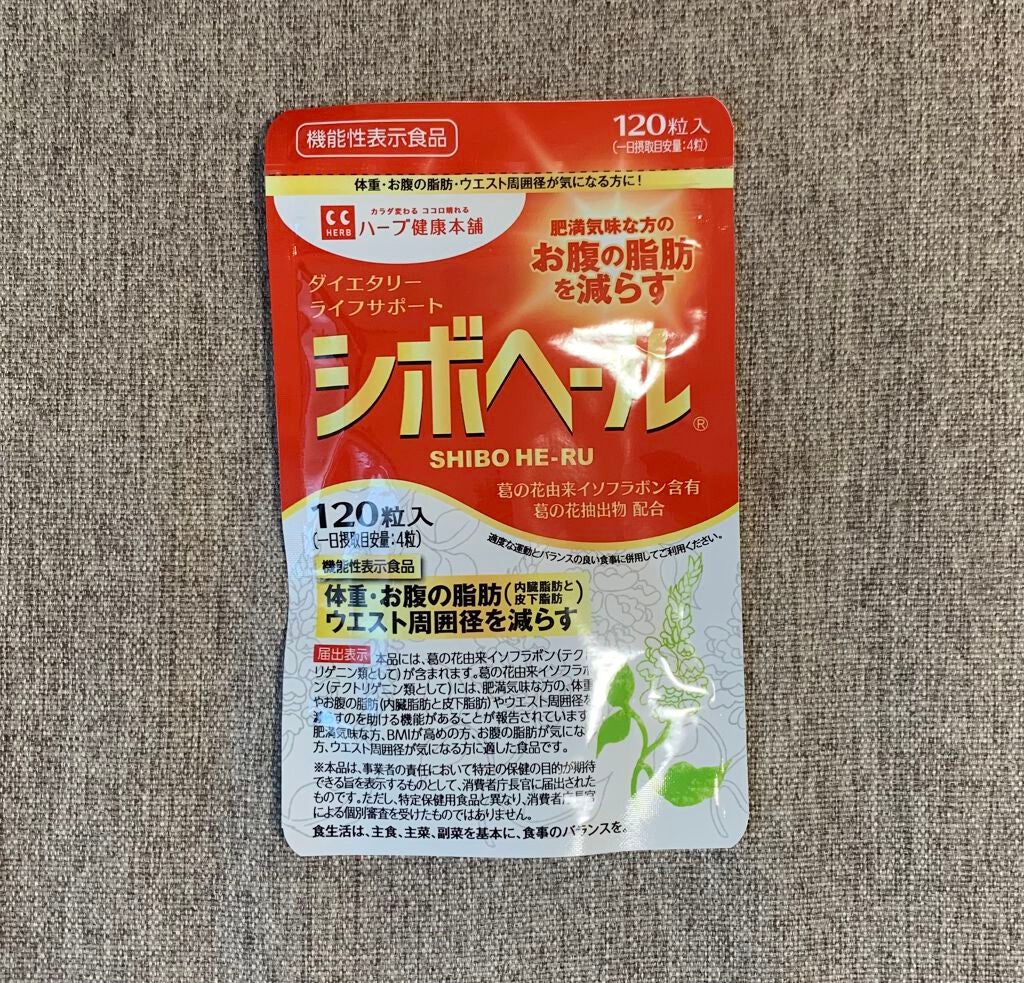 機能性表示食品
120粒入
(一日摂取目安量:4粒)
体重・お腹の脂肪・ウエスト周囲径が気になる方に!
HERB
カラダ変わる ココロ晴れる
ハーブ健康本舗
肥満気味な方の
お腹の脂肪
を減らす
ダイエタリー
ライフサポート
シボヘール®
SHIBO HE-RU
葛の花由来イソフラボン含有
葛の花抽出物 配合
適度な運動とバランスの良い食事に併用してご利用ください。
120粒入
(一日摂取目安量:4粒)
機能性表示食品
体重・お腹の脂肪(内臓脂肪と皮下脂肪)
ウエスト周囲径を減らす
届出表示 本品には、葛の花由来イソフラボン(テクト
リゲニン類として)が含まれます。葛の花由来イソフラボ
ン(テクトリゲニン類として)には、肥満気味な方の、体重
やお腹の脂肪(内臓脂肪と皮下脂肪)やウエスト周囲径を
減らすのを助ける機能があることが報告されています。
肥満気味な方、BMIが高めの方、お腹の脂肪が気になる
方、ウエスト周囲径が気になる方に適した食品です。
※本品は、事業者の責任において特定の保健の目的が期待
できる旨を表示するものとして、消費者庁長官に届出された
ものです。ただし、特定保健用食品と異なり、消費者庁長官
による個別審査を受けたものではありません。
食生活は、主食、主菜、副菜を基本に、食事のバランスを。